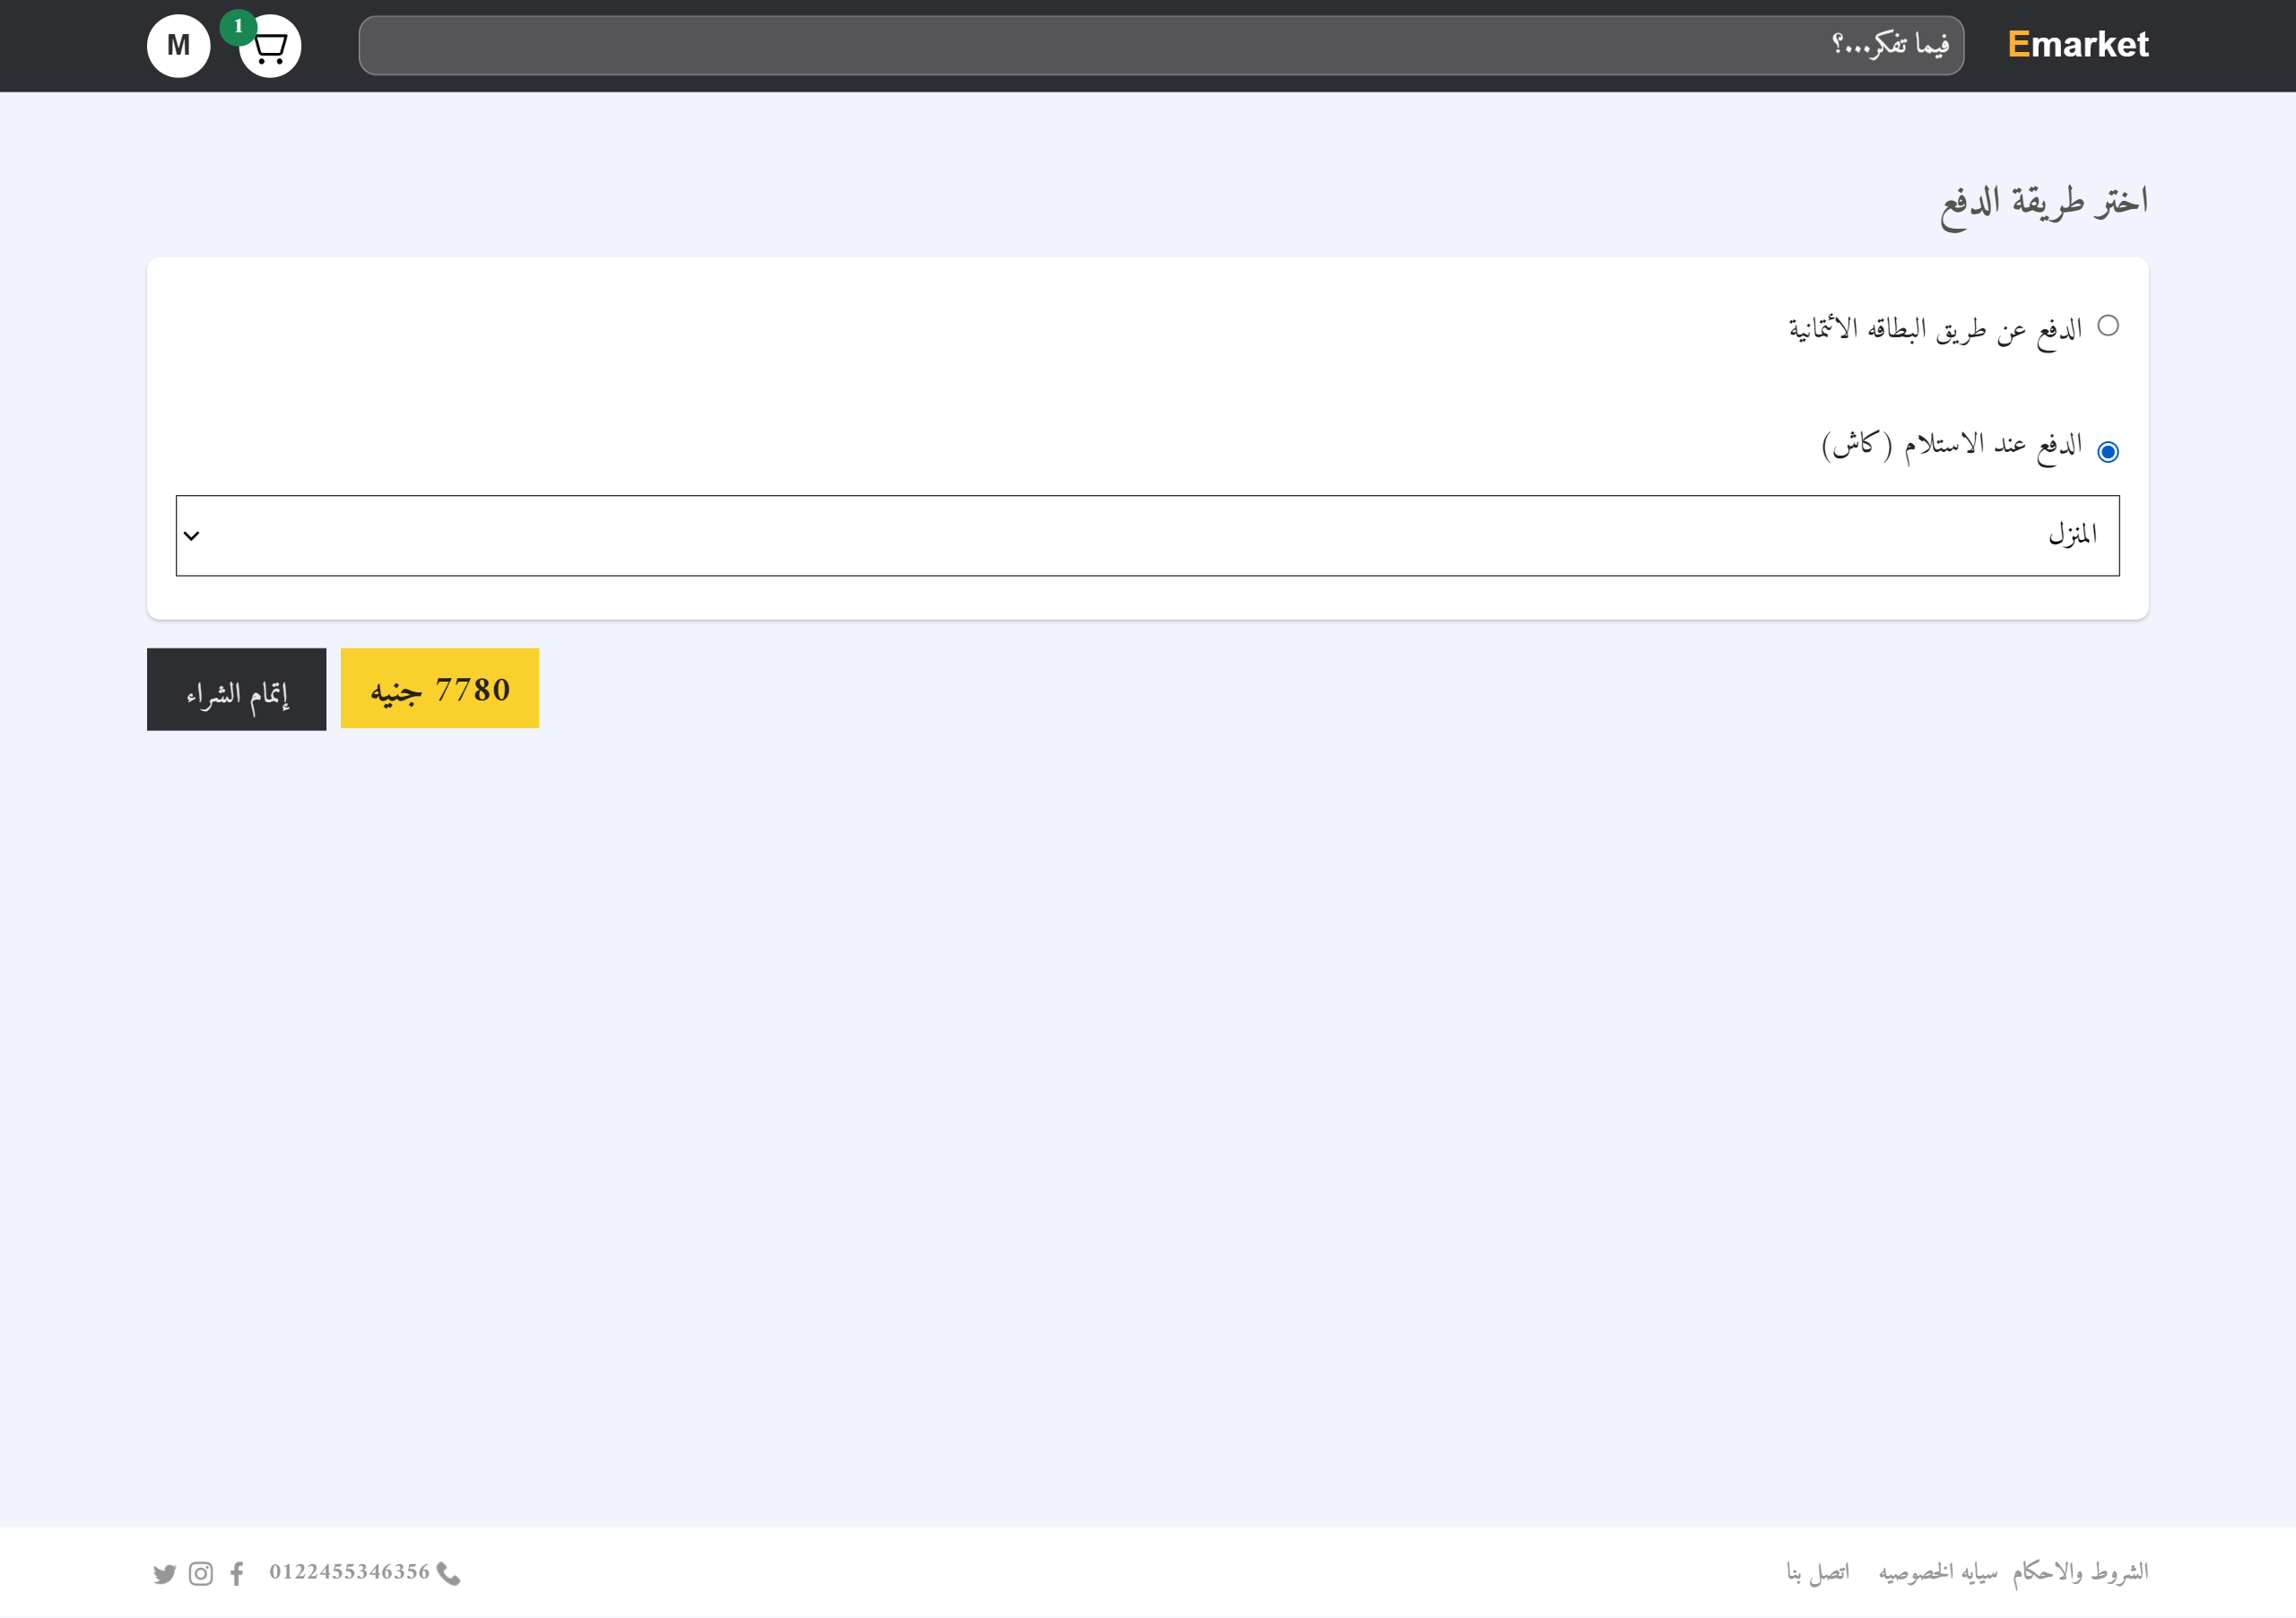 Emarket
فيما تفكر...؟
1
M
اختر طريقة الدفع
الدفع عن طريق البطاقه الائتمانية
الدفع عند الاستلام (كاش)
المنزل
7780 جنيه
إتمام الشراء
الشروط والاحكام سيايه الخصوصيه اتصل بنا
0122455346356